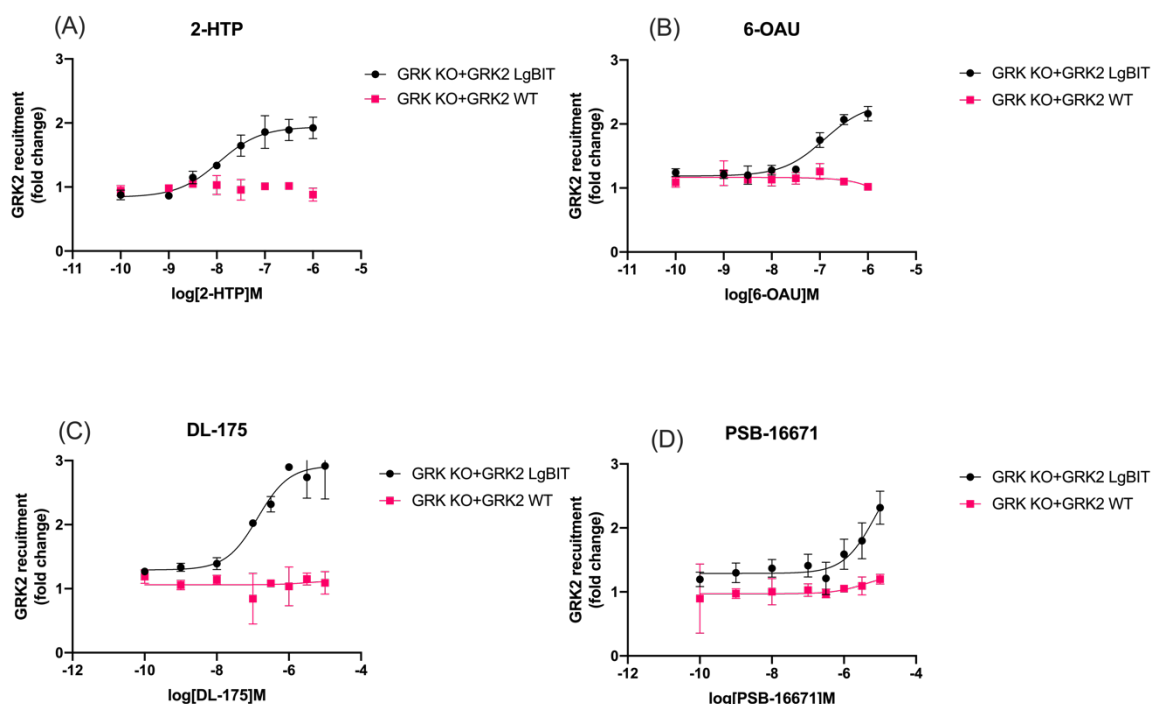 (A)
2-HTP
3
2
1
0
-11 -10 -9 -8 -7 -6 -5
GRK2 recuitment
(fold change)
log[2-HTP]M
GRK KO+GRK2 LgBIT
GRK KO+GRK2 WT
(B)
6-OAU
3
2
1
0
-11 -10 -9 -8 -7 -6 -5
GRK2 recuitment
(fold change)
log[6-OAU]M
GRK KO+GRK2 LgBIT
GRK KO+GRK2 WT
(C)
DL-175
3
2
1
0
-12 -10 -8 -6 -4
GRK2 recuitment
(fold change)
log[DL-175]M
GRK KO+GRK2 LgBIT
GRK KO+GRK2 WT
(D)
PSB-16671
3
2
1
0
-12 -10 -8 -6 -4
GRK2 recuitment
(fold change)
log[PSB-16671]M
GRK KO+GRK2 LgBIT
GRK KO+GRK2 WT